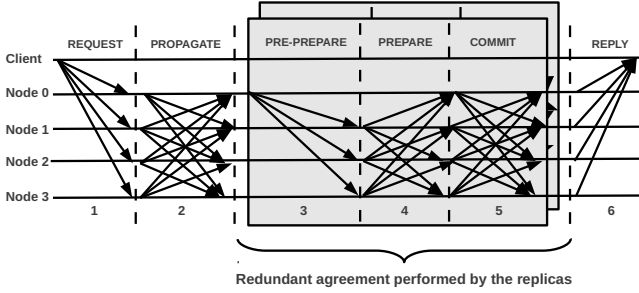 REQUEST PROPAGATE PRE-PREPARE PREPARE COMMIT REPLY
Client
Node 0
Node 1
Node 2
Node 3
1 2 3 4 5 6
Redundant agreement performed by the replicas